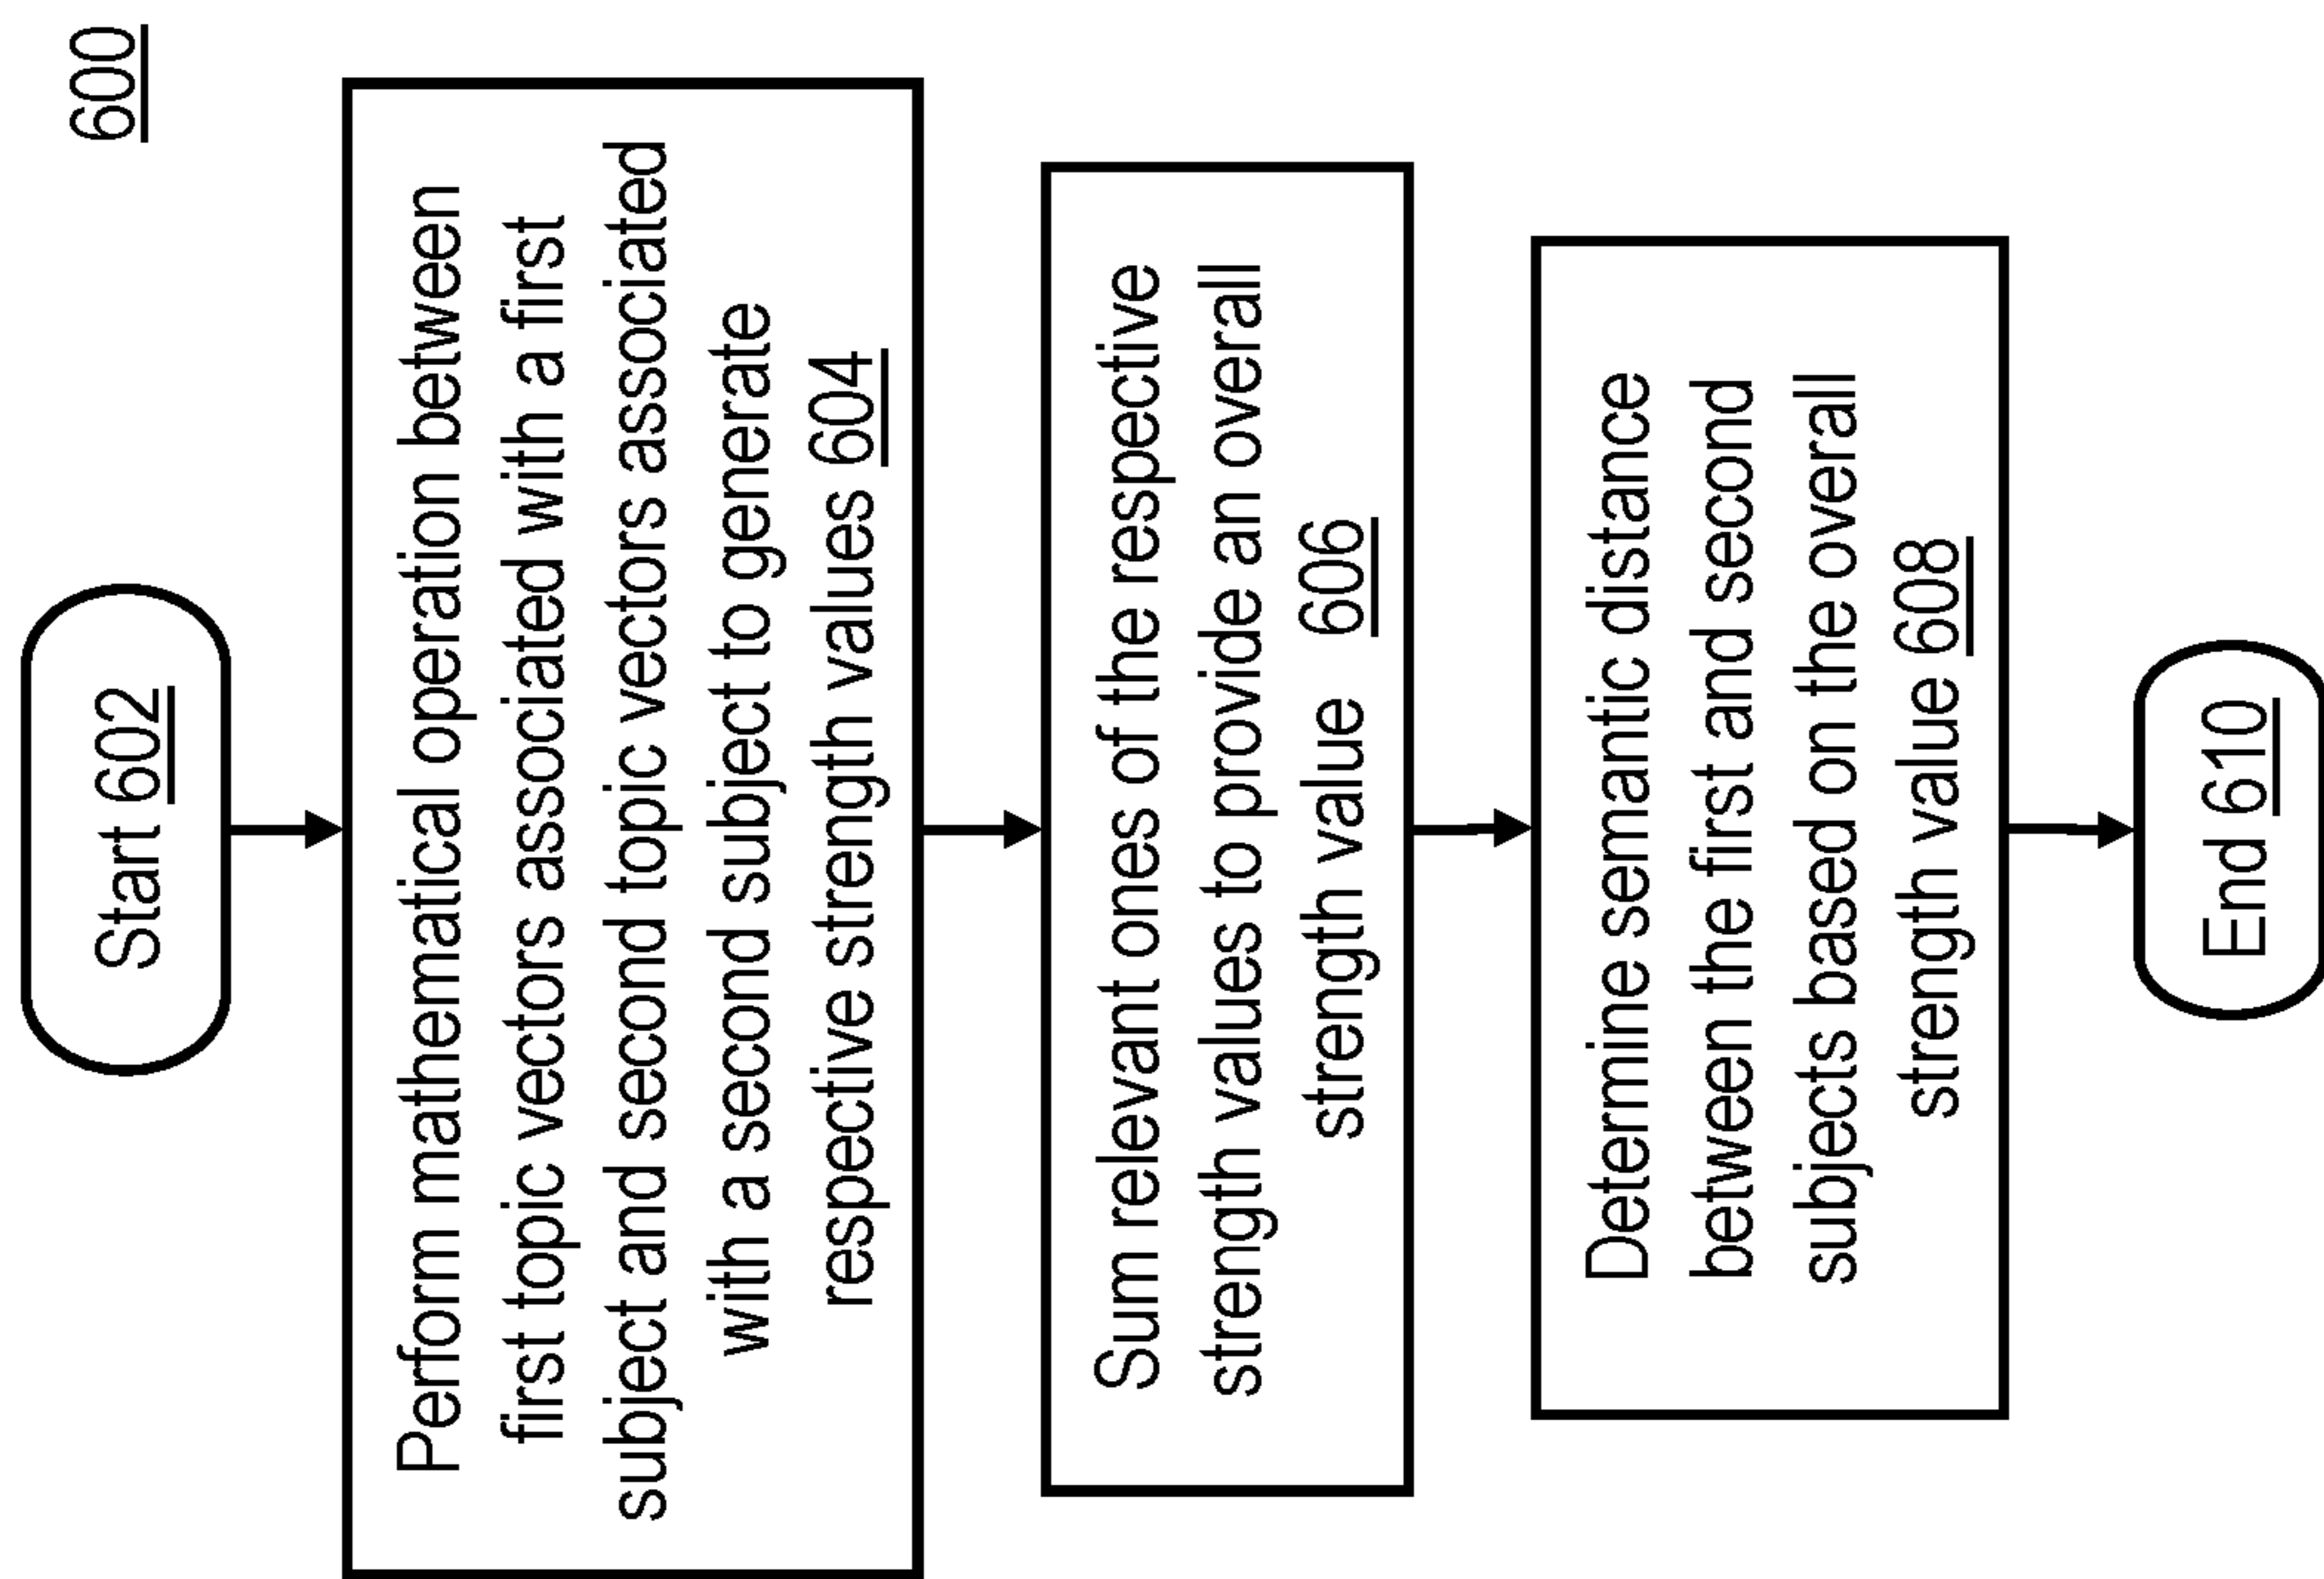 600
Start 602
Perform mathematical operation between
first topic vectors associated with a first
subject and second topic vectors associated
with a second subject to generate
respective strength values 604
Sum relevant ones of the respective
strength values to provide an overall
strength value 606
Determine semantic distance
between the first and second
subjects based on the overall
strength value 608
End 610